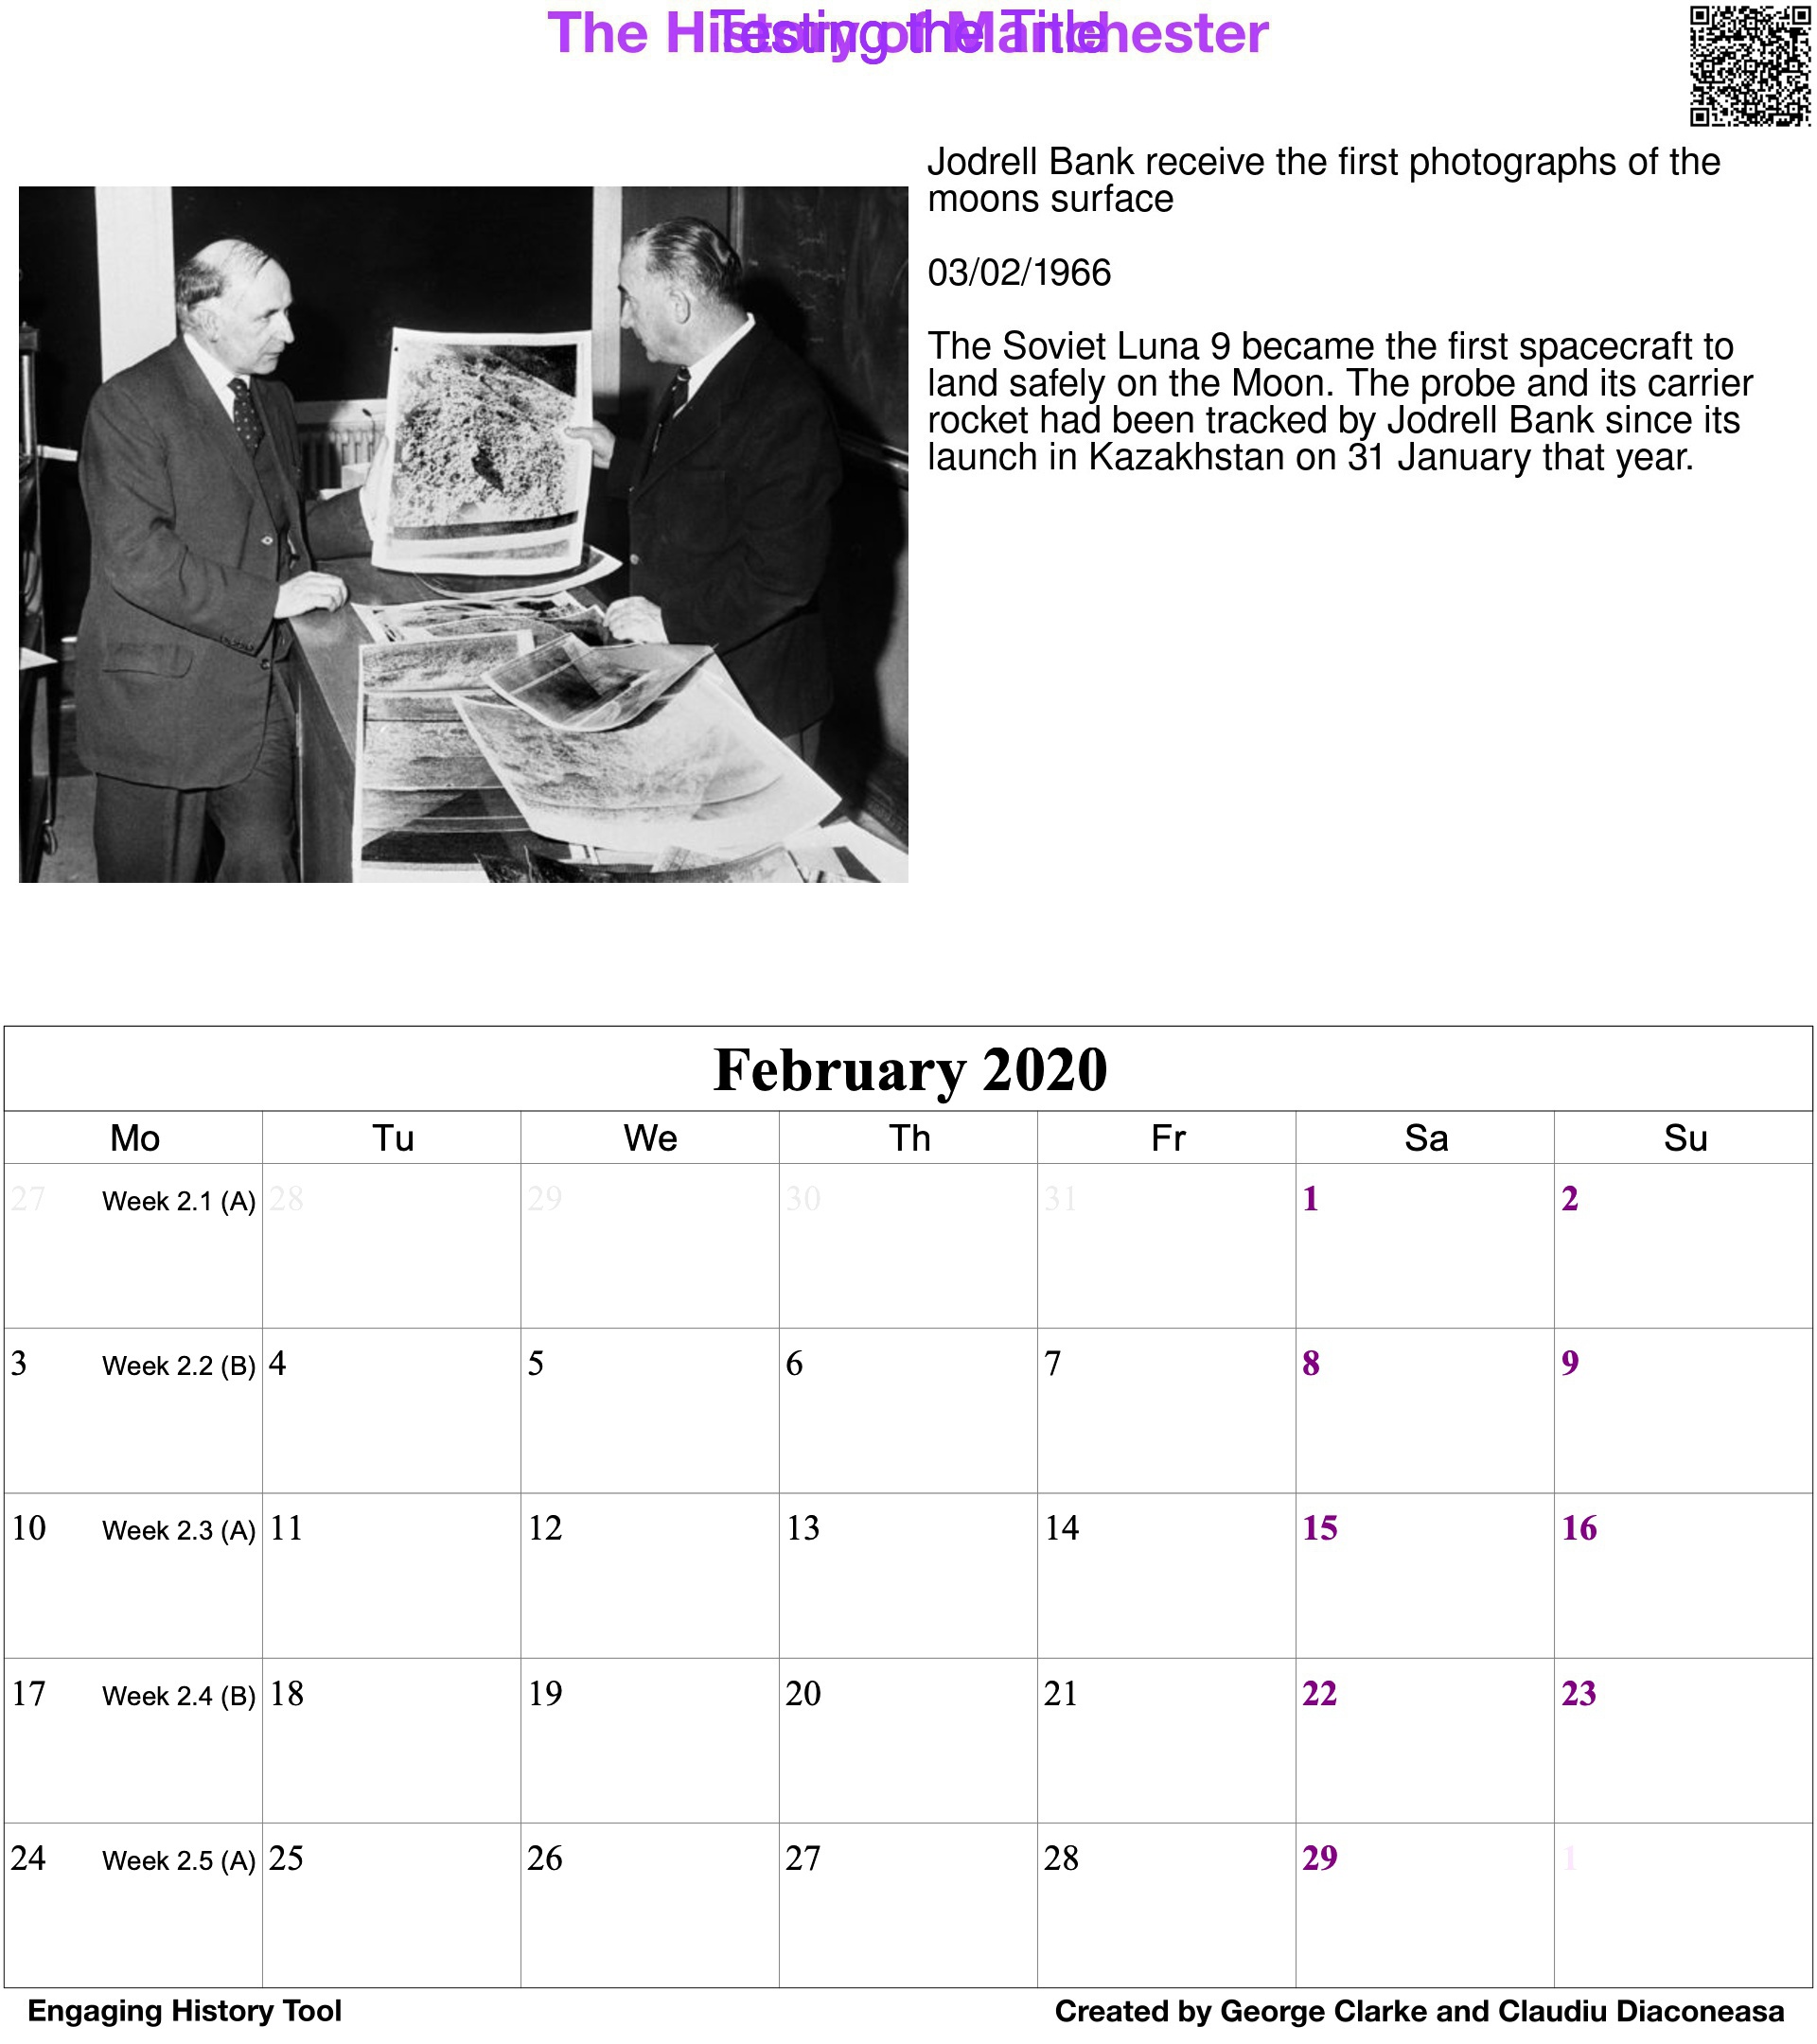 The History of Manchester
Testing the Title
Jodrell Bank receive the first photographs of the
moons surface
03/02/1966
The Soviet Luna 9 became the first spacecraft to
land safely on the Moon. The probe and its carrier
rocket had been tracked by Jodrell Bank since its
launch in Kazakhstan on 31 January that year.
February 2020
Mo Tu We Th Fr Sa Su
27 Week 2.1 (A) 28 29 30 31 1 2
3 Week 2.2 (B) 4 5 6 7 8 9
10 Week 2.3 (A) 11 12 13 14 15 16
17 Week 2.4 (B) 18 19 20 21 22 23
24 Week 2.5 (A) 25 26 27 28 29 1
Engaging History Tool Created by George Clarke and Claudiu Diaconeasa